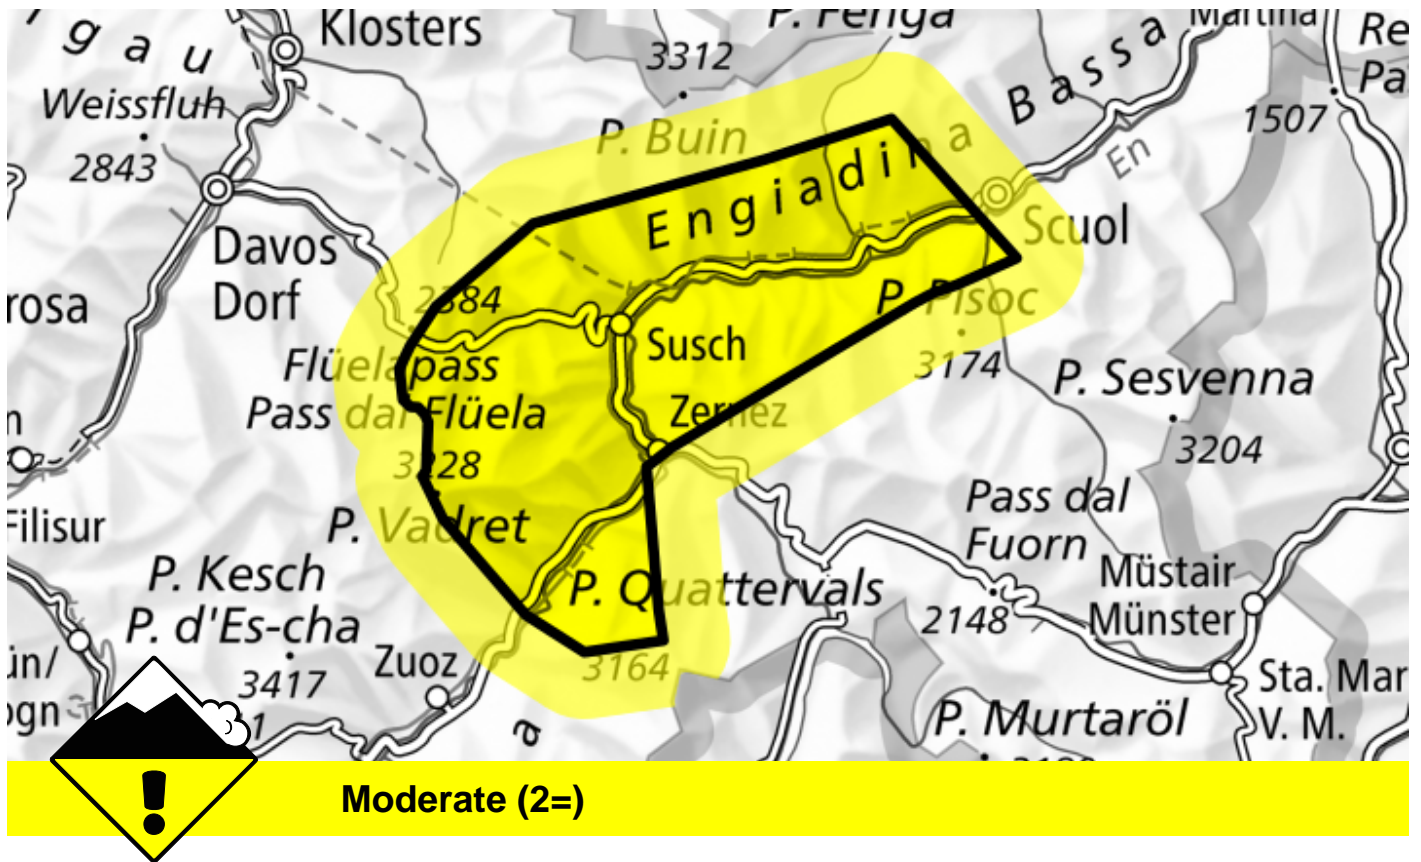 Klosters
P. Fenga
Martina
g a u
3312
Bassa
Weissfluh
2843
1507
P. Buin
Engiadina
En
Scuol
Davos
Dorf
rosa
2384
P. Pisoc
Susch
Flüelapass
Pass dal Flüela
3174
P. Sesvenna
Zernez
3204
3228
Pass dal
Fuorn
P. Vadret
Filisur
P. Kesch
P. d'Es-cha
P. Quattervals
Müstair
Münster
2148
3417
Zuoz
3164
Sta. Mar
V. M.
P. Murtaröl
a
Moderate (2=)